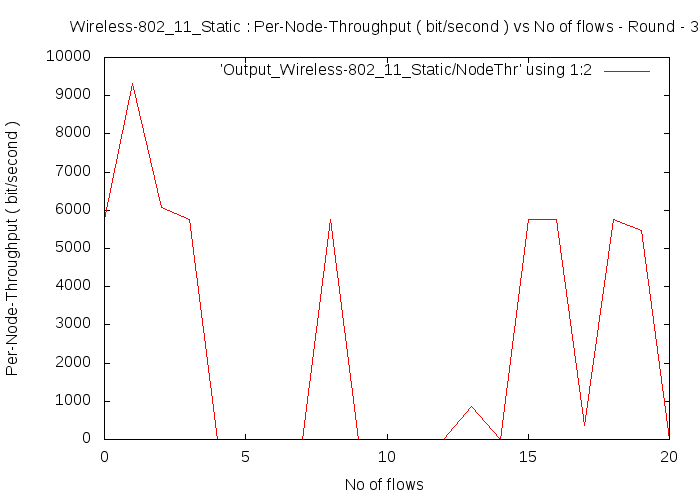 Wireless-802_11_Static : Per-Node-Throughput ( bit/second ) vs No of flows - Round - 3
'Output_Wireless-802_11_Static/NodeThr' using 1:2
Per-Node-Throughput ( bit/second )
10000
9000
8000
7000
6000
5000
4000
3000
2000
1000
0
0 5 10 15 20
No of flows